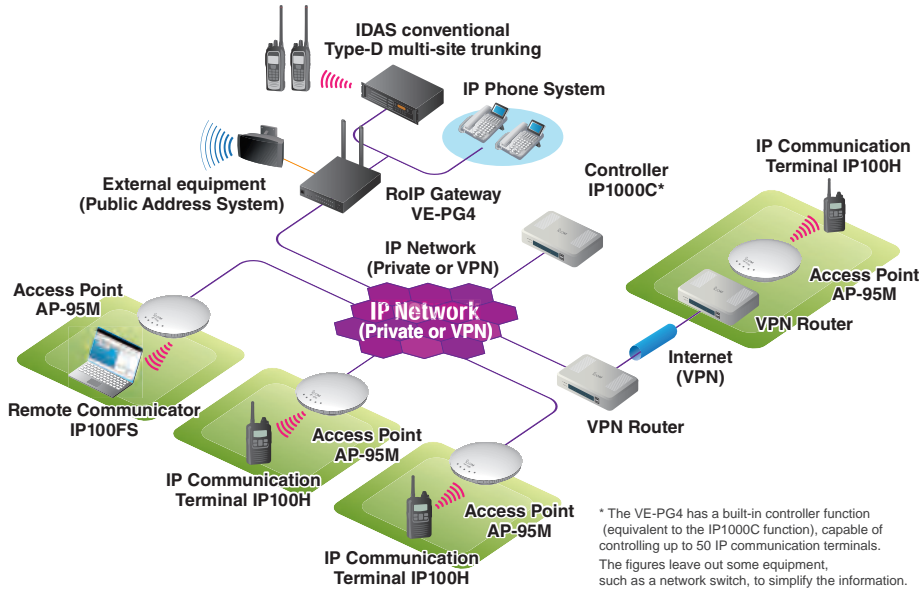 IDAS conventional
Type-D multi-site trunking
IP Phone System
External equipment
(Public Address System)
RoIP Gateway
VE-PG4
Controller
IP1000C*
IP Communication
Terminal IP100H
Access Point
AP-95M
VPN Router
Internet
(VPN)
VPN Router
IP Network
(Private or VPN)
IP Network
(Private or VPN)
Access Point
AP-95M
Remote Communicator
IP100FS
Access Point
AP-95M
IP Communication
Terminal IP100H
Access Point
AP-95M
IP Communication
Terminal IP100H
* The VE-PG4 has a built-in controller function
(equivalent to the IP1000C function), capable of
controlling up to 50 IP communication terminals.
The figures leave out some equipment,
such as a network switch, to simplify the information.